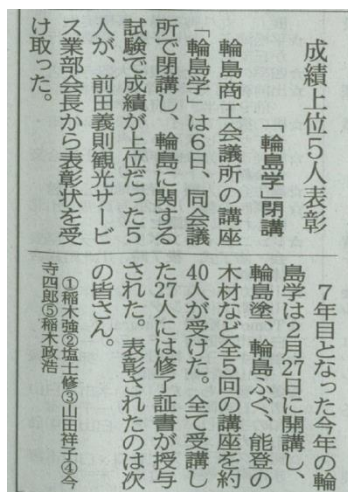 成績上位5人表彰
「輪島学」閉講
輪島商工会議所の講座
「輪島学」は6日、同会議
所で閉講し、輪島に関する
試験で成績が上位だった5
人が、前田義則観光サービ
ス業部会長から表彰状を受
け取った。
7年目となった今年の輪
島学は2月27日に開講し、
輪島塗、輪島ふぐ、能登の
木材など全5回の講座を約
40人が受けた。全て受講し
た27人には修了証書が授与
された。表彰されたのは次
の皆さん。
①稲木強②塩士修③山田祥子④今
寺四郎⑤稲木政浩